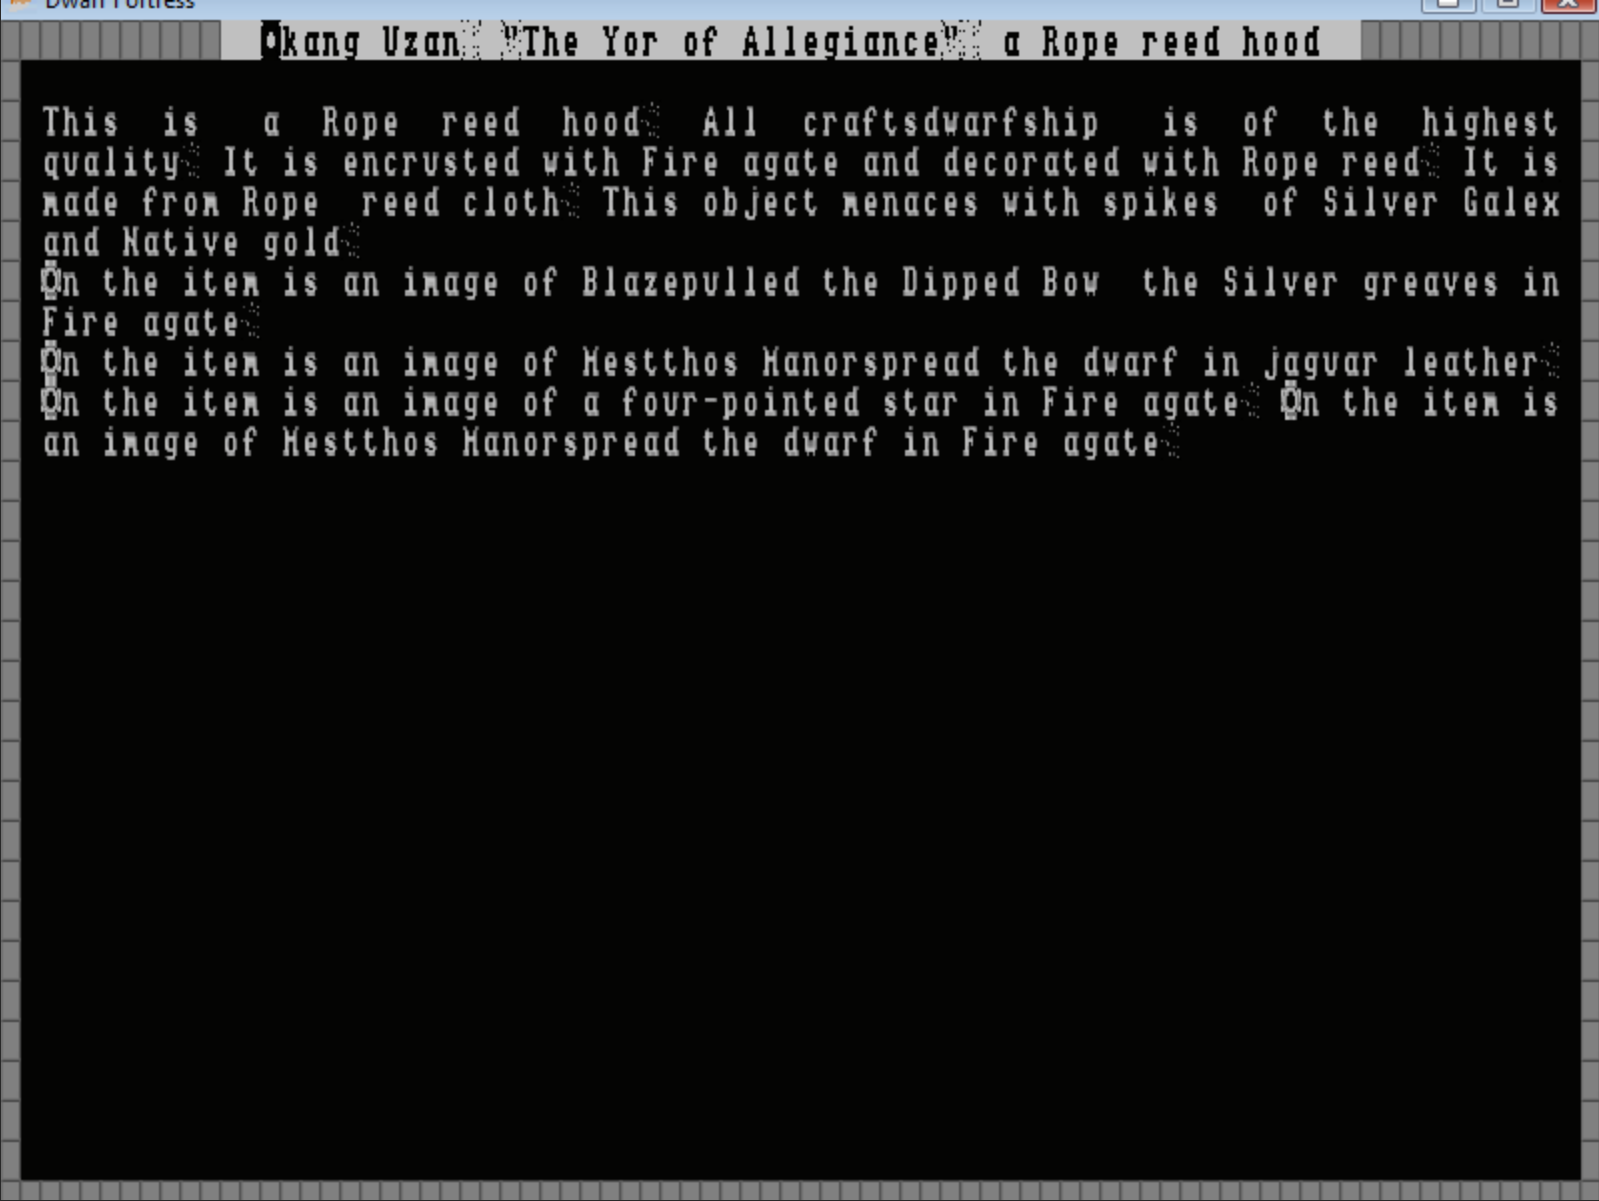 Dwarf Fortress
Okang Uzan, "The Yor of Allegiance", a Rope reed hood
This is a Rope reed hood. All craftsdwarfship is of the highest
quality. It is encrusted with Fire agate and decorated with Rope reed. It is
made from Rope reed cloth. This object menaces with spikes of Silver Galex
and Native gold.
On the item is an image of Blazepulled the Dipped Bow the Silver greaves in
Fire agate.
On the item is an image of Mestthos Manorspread the dwarf in jaguar leather.
On the item is an image of a four-pointed star in Fire agate. On the item is
an image of Mestthos Manorspread the dwarf in Fire agate.